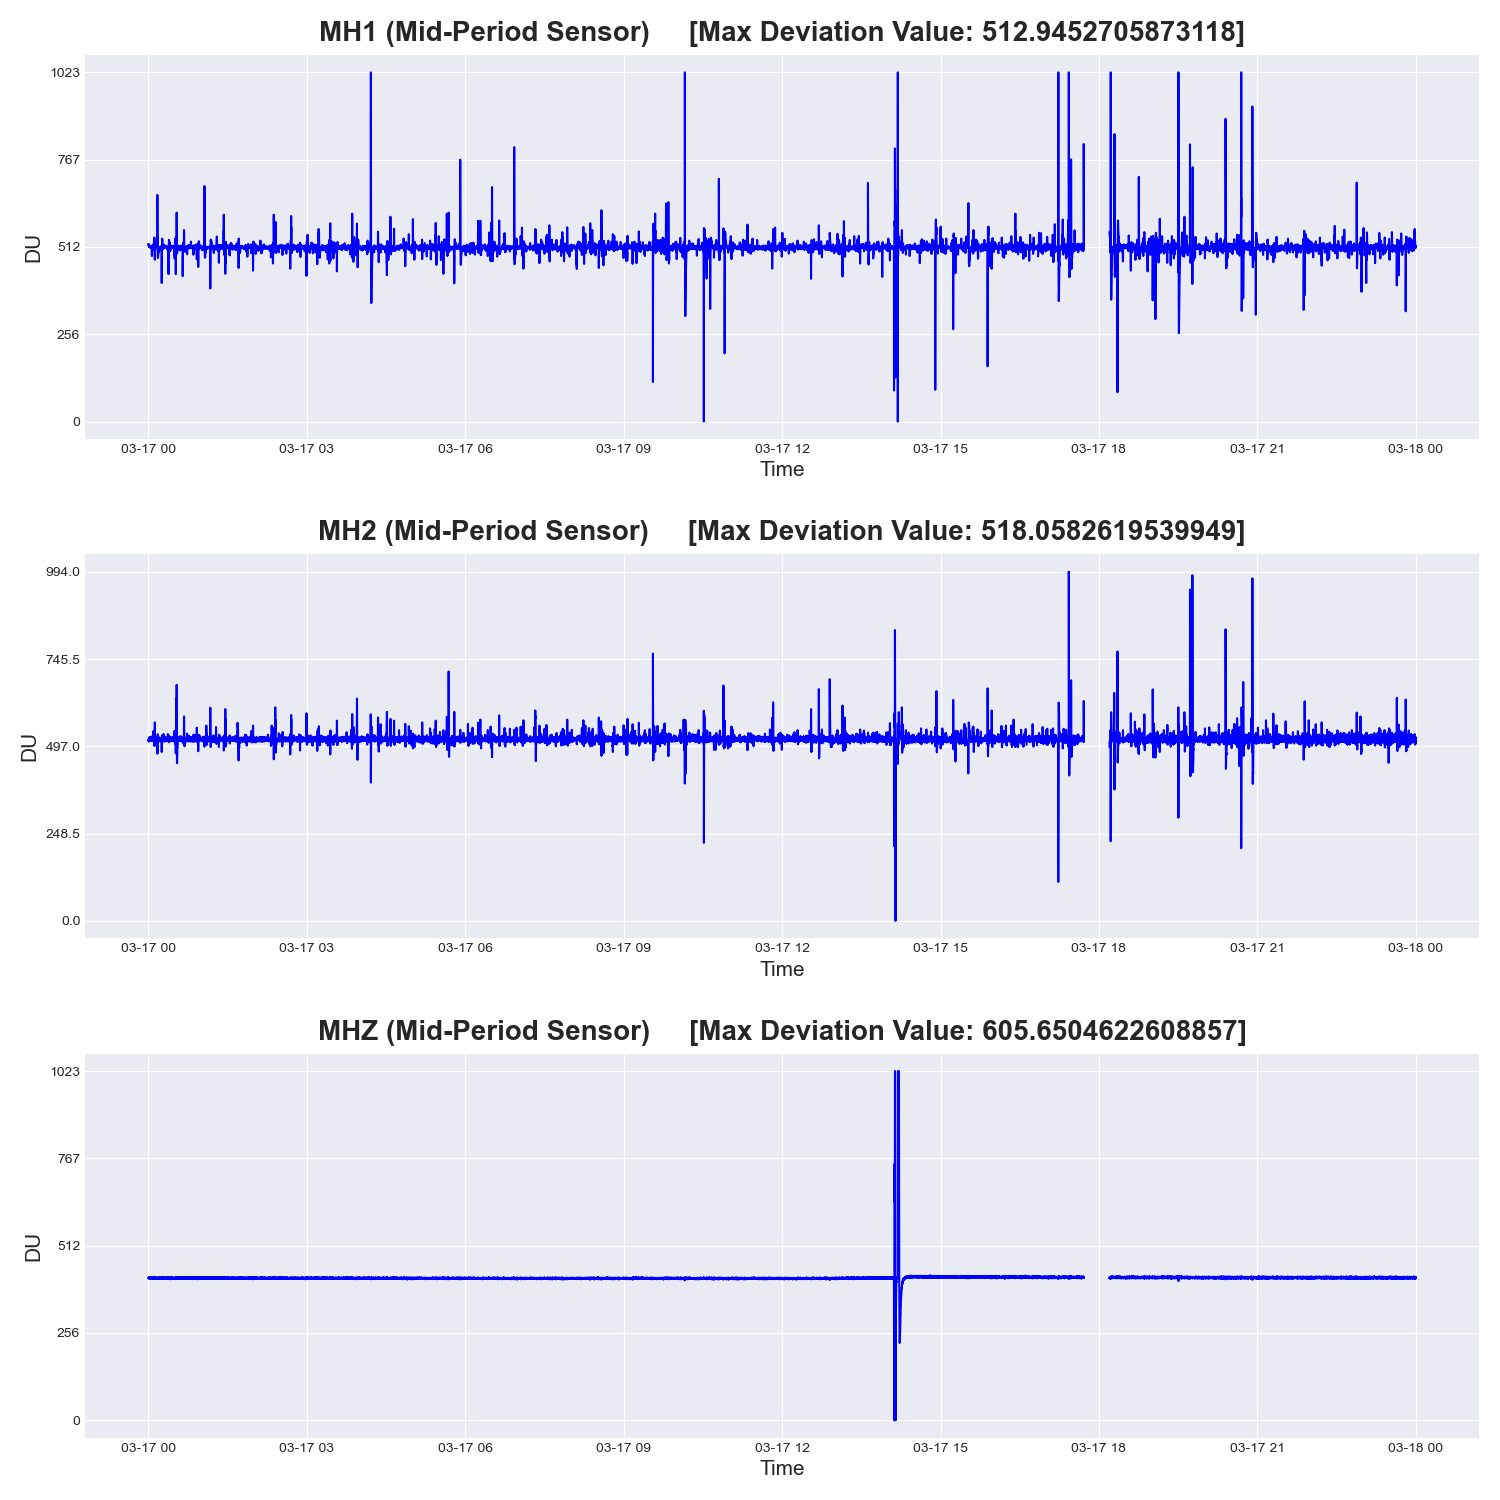 MH1 (Mid-Period Sensor) [Max Deviation Value: 512.9452705873118]
1023
767
512
256
0
DU
03-17 00 03-17 03 03-17 06 03-17 09 03-17 12 03-17 15 03-17 18 03-17 21 03-18 00
Time
MH2 (Mid-Period Sensor) [Max Deviation Value: 518.0582619539949]
994.0
745.5
497.0
248.5
0.0
DU
03-17 00 03-17 03 03-17 06 03-17 09 03-17 12 03-17 15 03-17 18 03-17 21 03-18 00
Time
MHZ (Mid-Period Sensor) [Max Deviation Value: 605.6504622608857]
1023
767
512
256
0
DU
03-17 00 03-17 03 03-17 06 03-17 09 03-17 12 03-17 15 03-17 18 03-17 21 03-18 00
Time